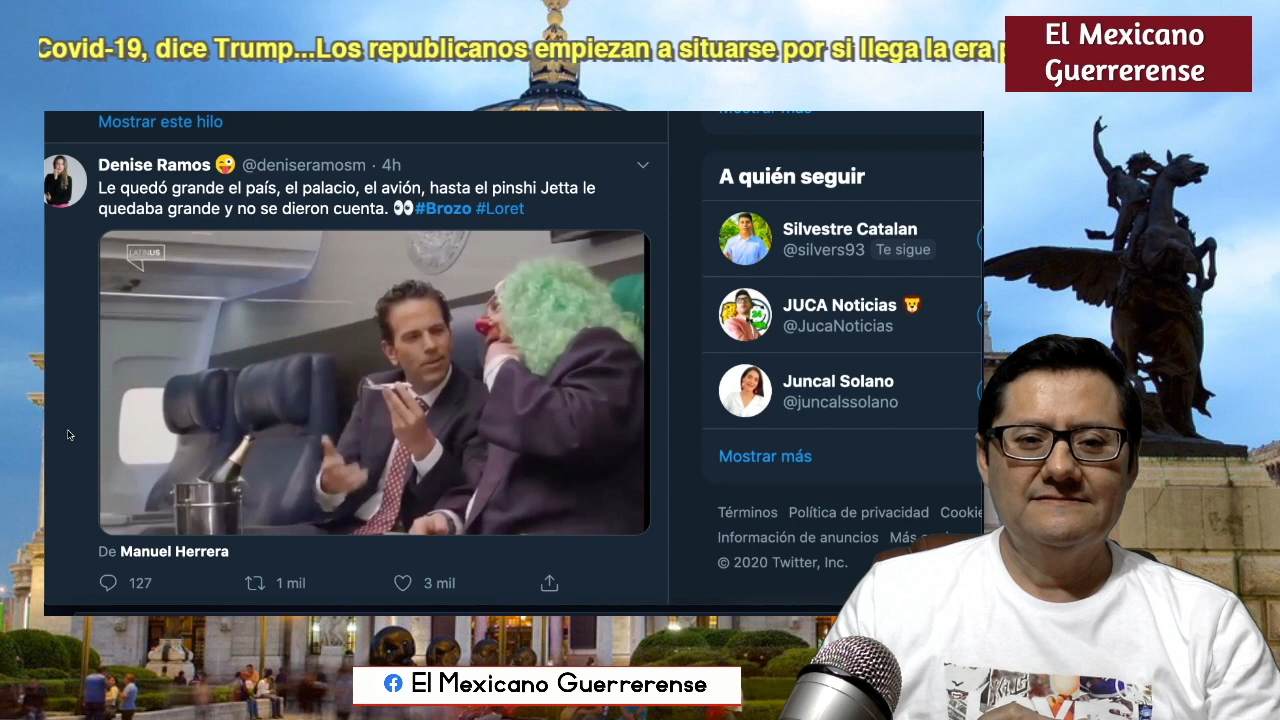 Covid-19, dice Trump...Los republicanos empiezan a situarse por si llega la era
El Mexicano
Guerrerense
Mostrar este hilo
Denise Ramos 😜 @deniseramosm · 4h
Le quedó grande el país, el palacio, el avión, hasta el pinshi Jetta le
quedaba grande y no se dieron cuenta. 👀#Brozo #Loret
LATINUS
De Manuel Herrera
127
1 mil
3 mil
Mostrar más
A quién seguir
Silvestre Catalan
@silvers93 Te sigue
JUCA Noticias 🦁
@JucaNoticias
Juncal Solano
@juncalssolano
Mostrar más
Términos Política de privacidad Cookie
Información de anuncios Más
© 2020 Twitter, Inc.
El Mexicano Guerrerense